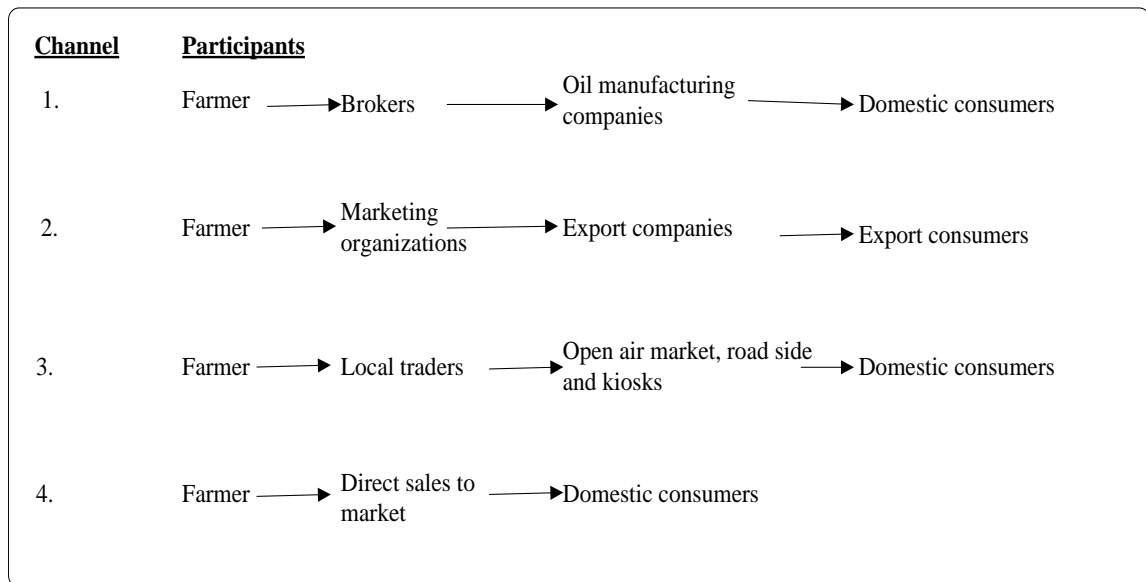 Channel Participants
1. Farmer Brokers Oil manufacturing companies Domestic consumers
2. Farmer Marketing organizations Export companies Export consumers
3. Farmer Local traders Open air market, road side and kiosks Domestic consumers
4. Farmer Direct sales to market Domestic consumers